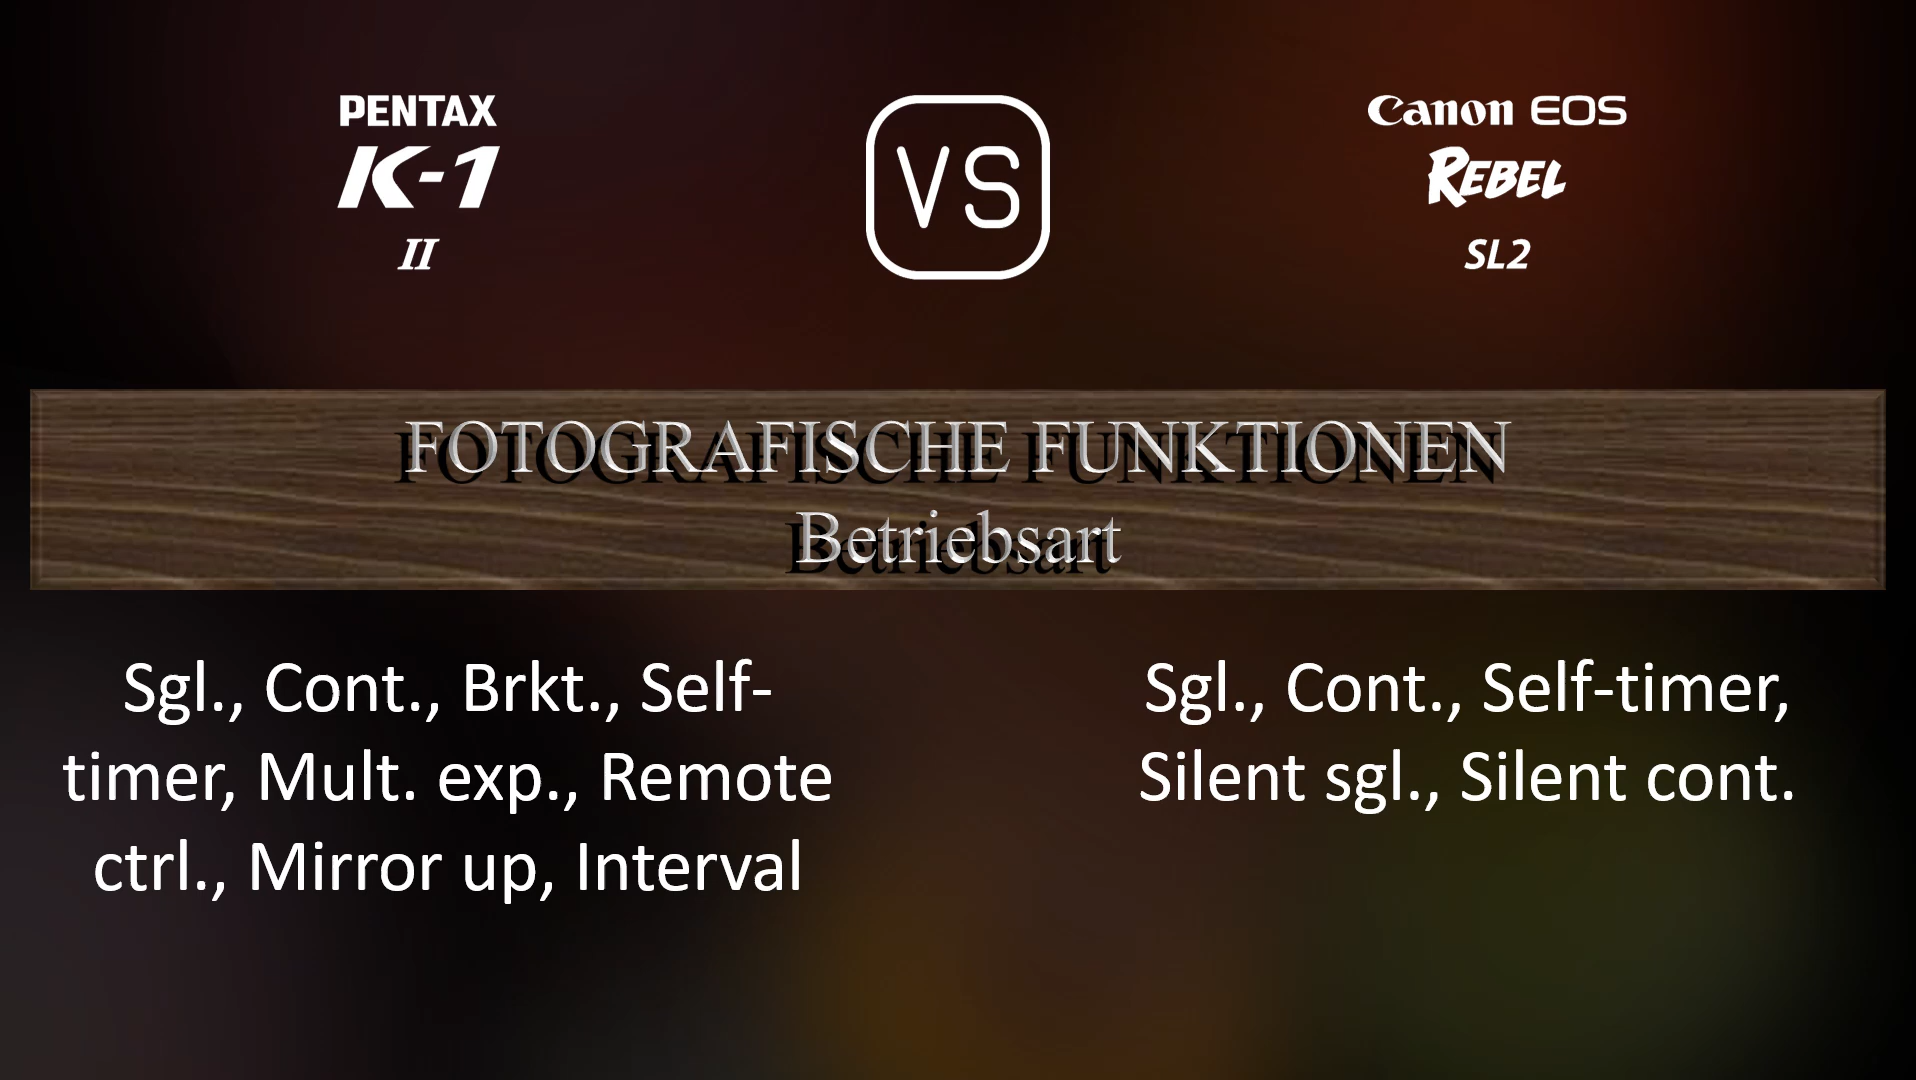 PENTAX
K-1
II
VS
Canon EOS
REBEL
SL2
FOTOGRAFISCHE FUNKTIONEN
Betriebsart
Sgl., Cont., Brkt., Self-
timer, Mult. exp., Remote
ctrl., Mirror up, Interval
Sgl., Cont., Self-timer,
Silent sgl., Silent cont.